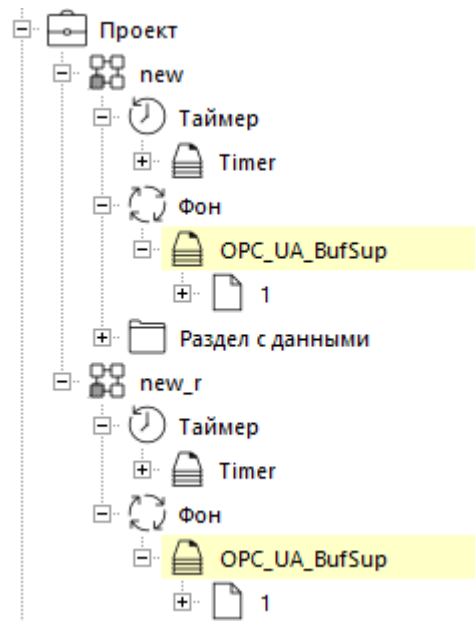 Проект
new
Таймер
Timer
Фон
OPC_UA_BufSup
1
Раздел с данными
new_r
Таймер
Timer
Фон
OPC_UA_BufSup
1